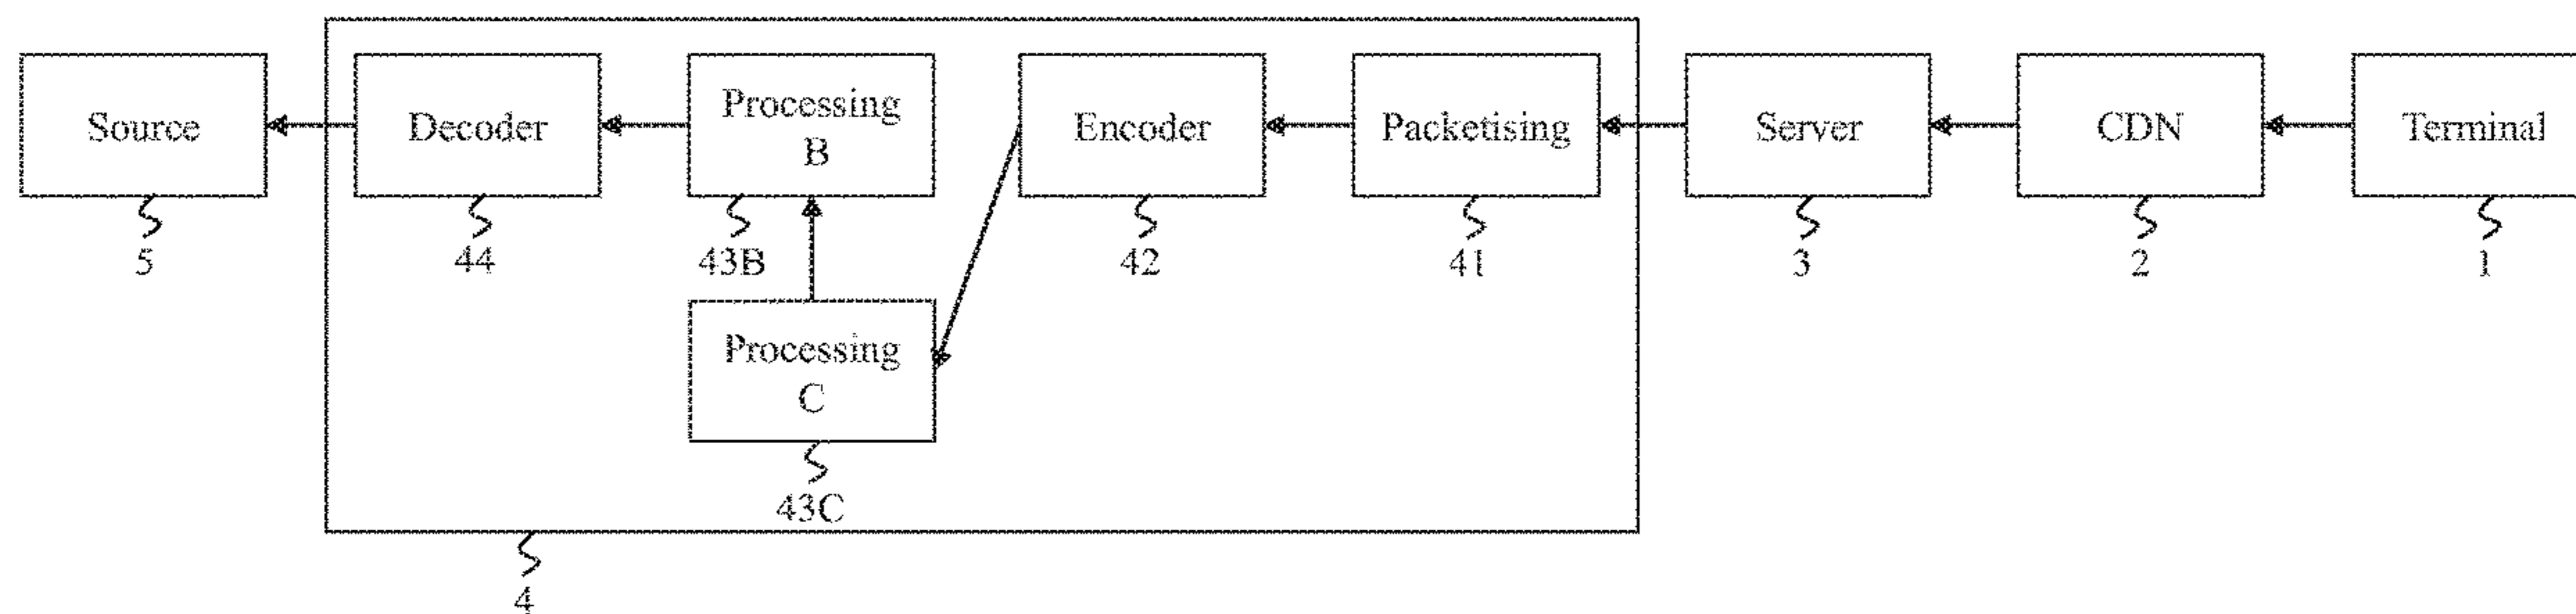 Source
Decoder
Processing
B
Encoder
Packetising
Server
CDN
Terminal
5
44
43B
42
41
3
2
1
Processing
C
43C
4